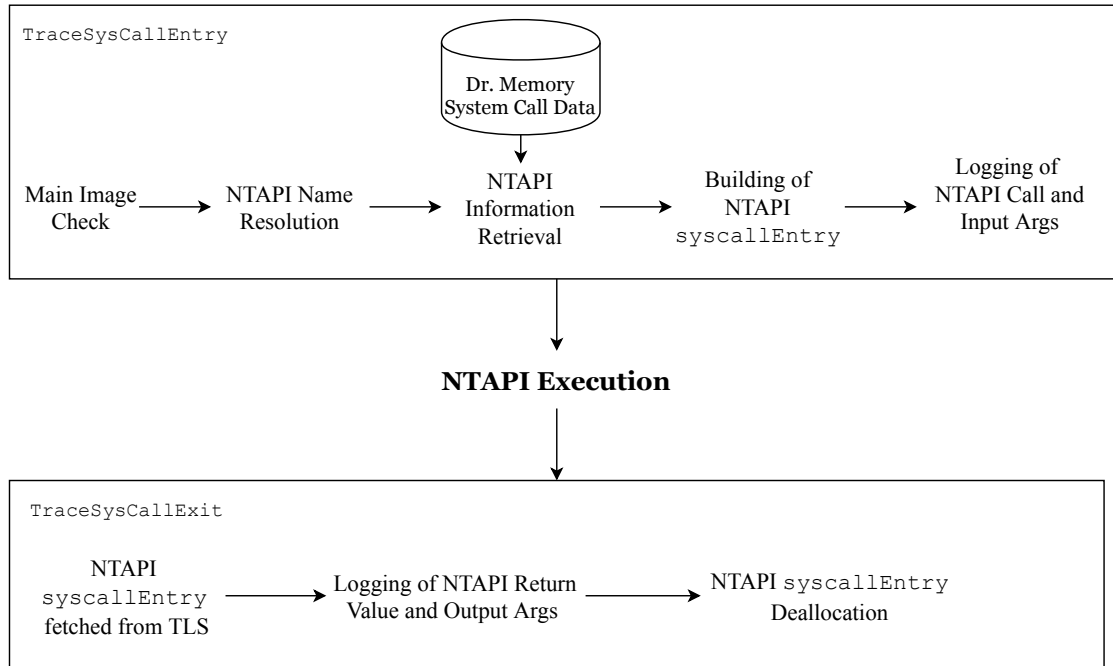 TraceSysCallEntry
Dr. Memory
System Call Data
Main Image
Check
NTAPI Name
Resolution
NTAPI
Information
Retrieval
Building of
NTAPI
syscallEntry
Logging of
NTAPI Call and
Input Args
NTAPI Execution
TraceSysCallExit
NTAPI
syscallEntry
fetched from TLS
Logging of NTAPI Return
Value and Output Args
NTAPI syscallEntry
Deallocation